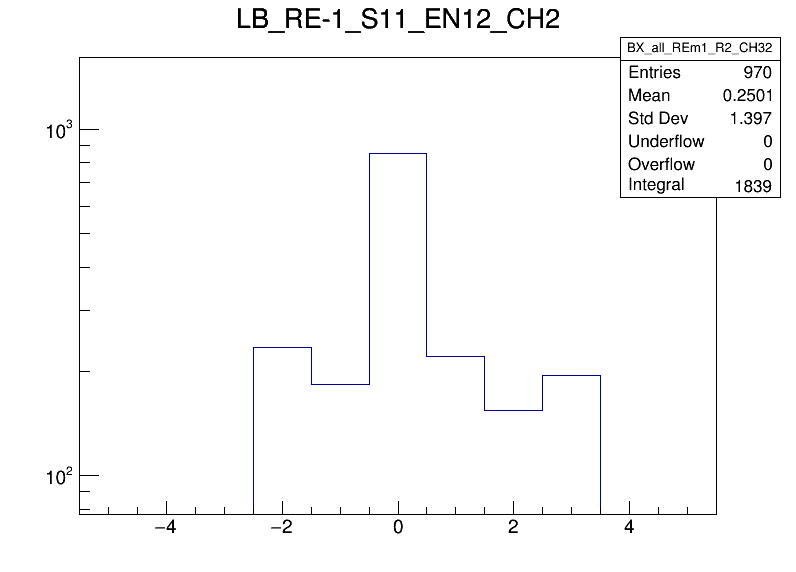 LB_RE-1_S11_EN12_CH2
BX_all_REm1_R2_CH32
Entries 970
Mean 0.2501
Std Dev 1.397
Underflow 0
Overflow 0
Integral 1839
10³
10²
−4 −2 0 2 4